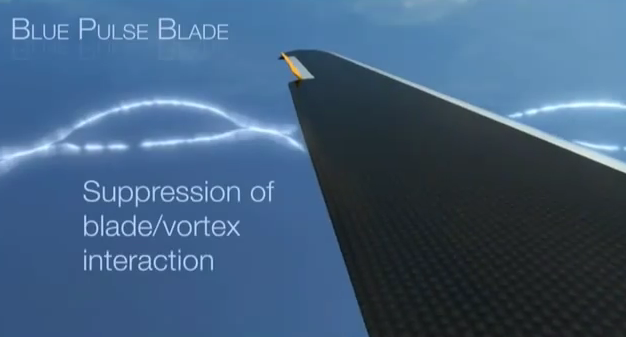 BLUE PULSE BLADE
Suppression of
blade/vortex
interaction